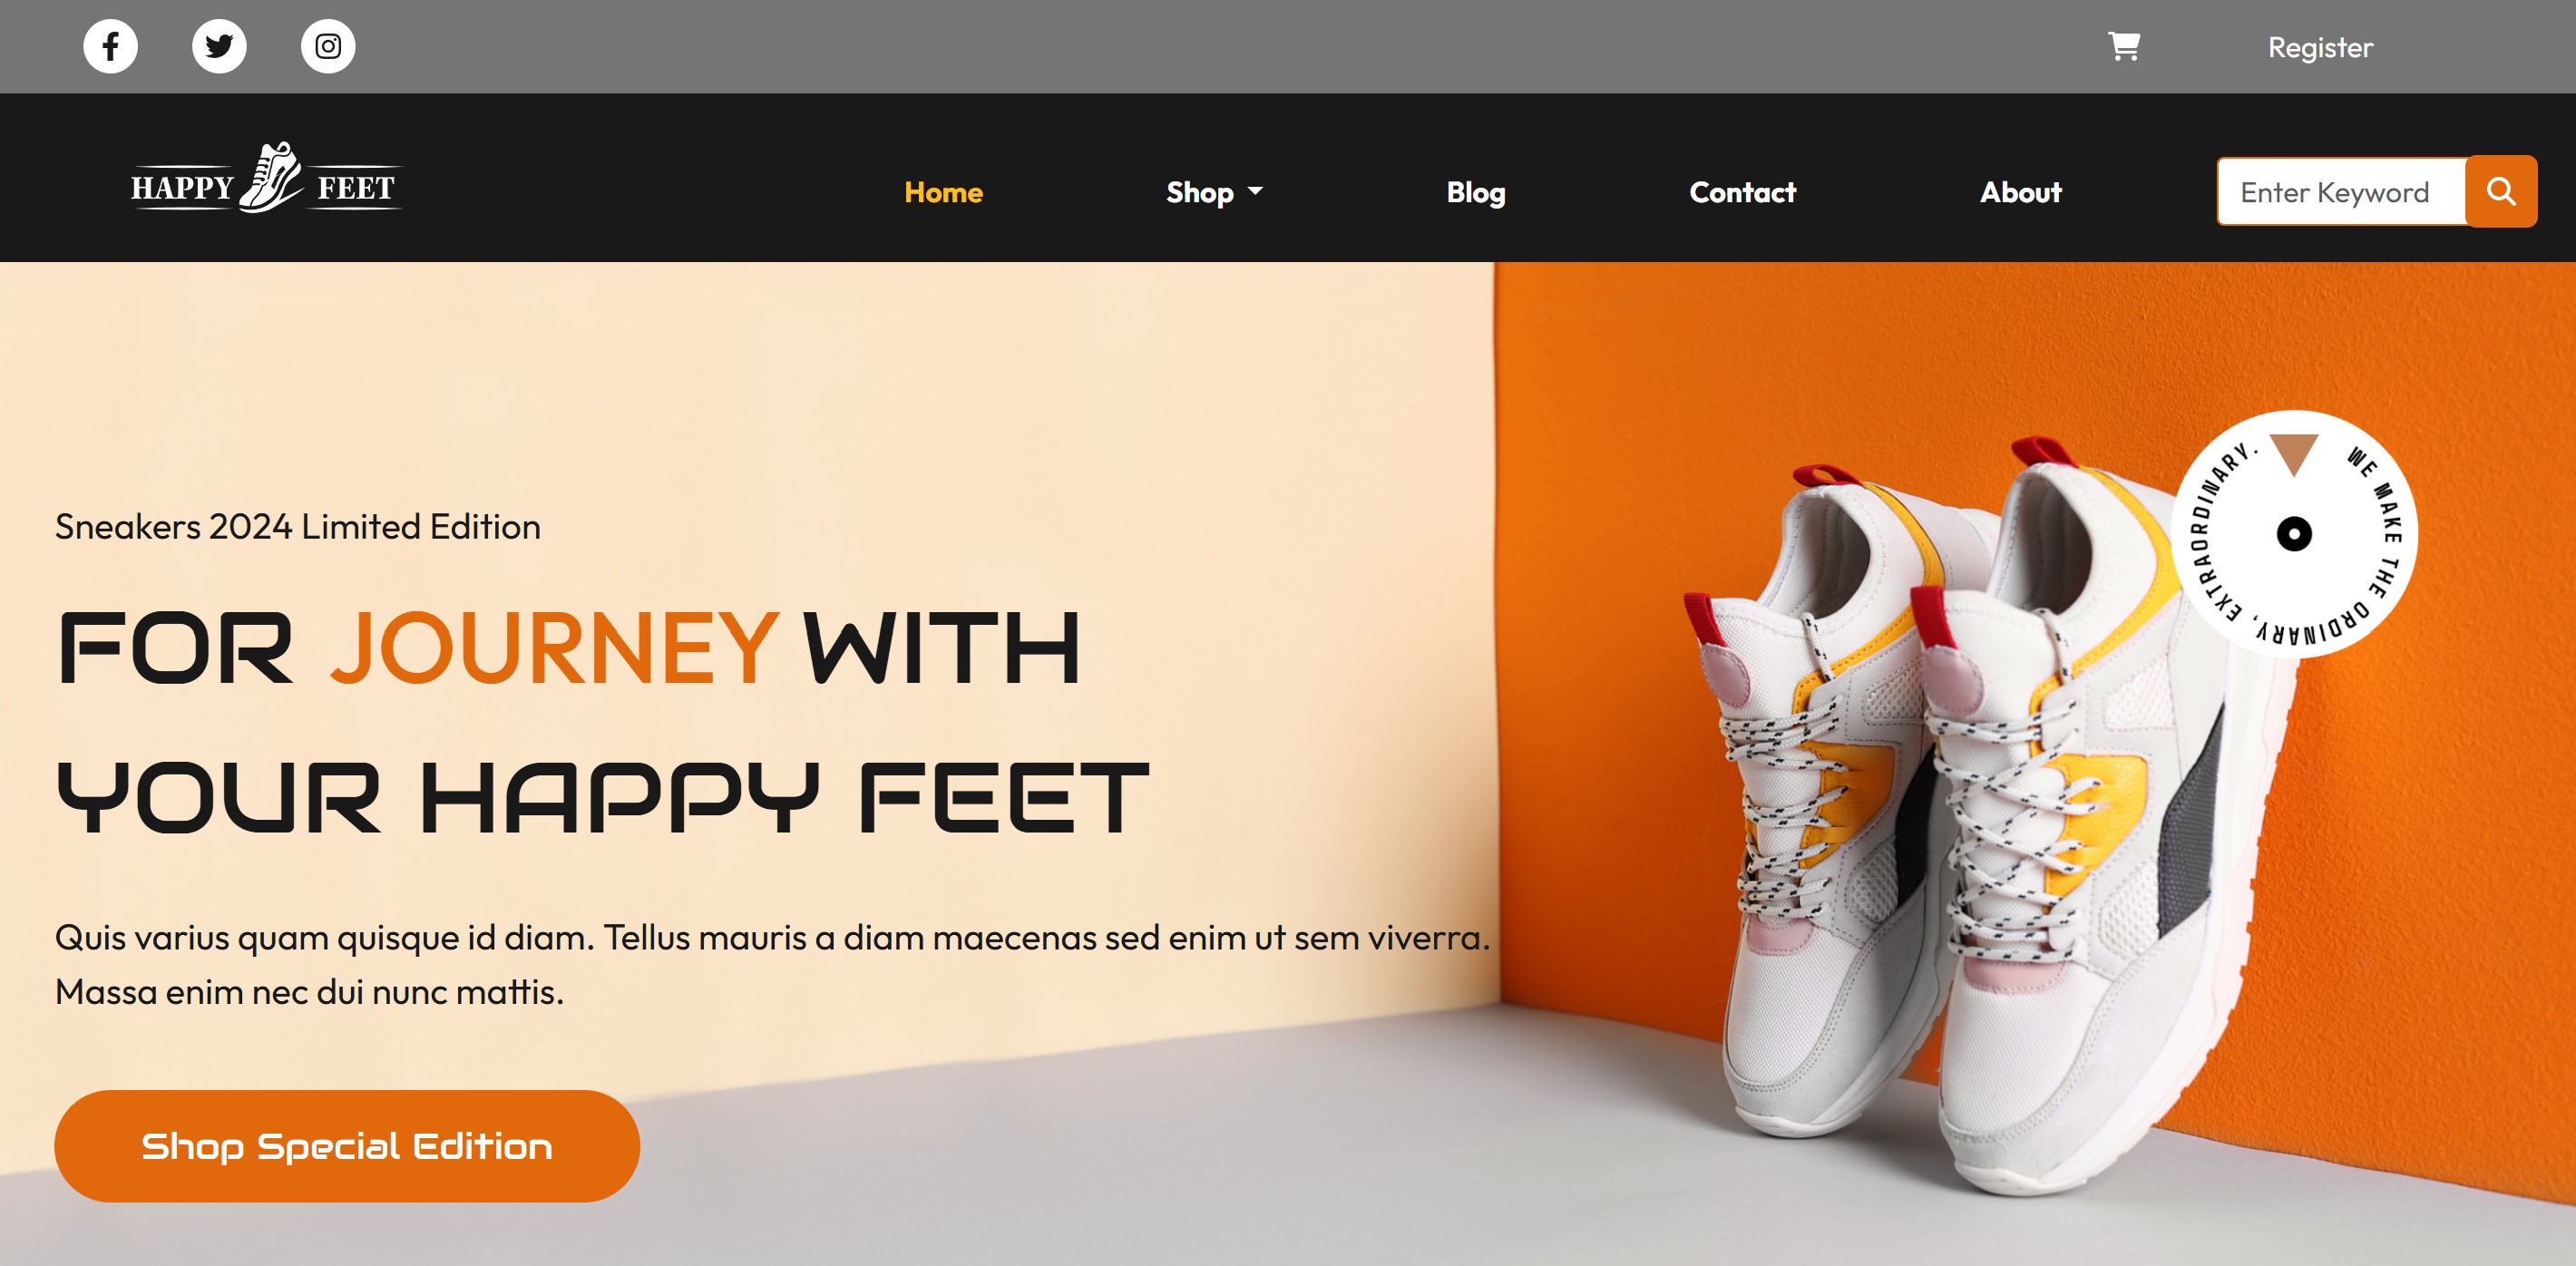 Register
HAPPY FEET
Home
Shop
Blog
Contact
About
Enter Keyword
Sneakers 2024 Limited Edition
FOR JOURNEY WITH
YOUR HAPPY FEET
Quis varius quam quisque id diam. Tellus mauris a diam maecenas sed enim ut sem viverra.
Massa enim nec dui nunc mattis.
Shop Special Edition
WE MAKE THE ORDINARY, EXTRAORDINARY.